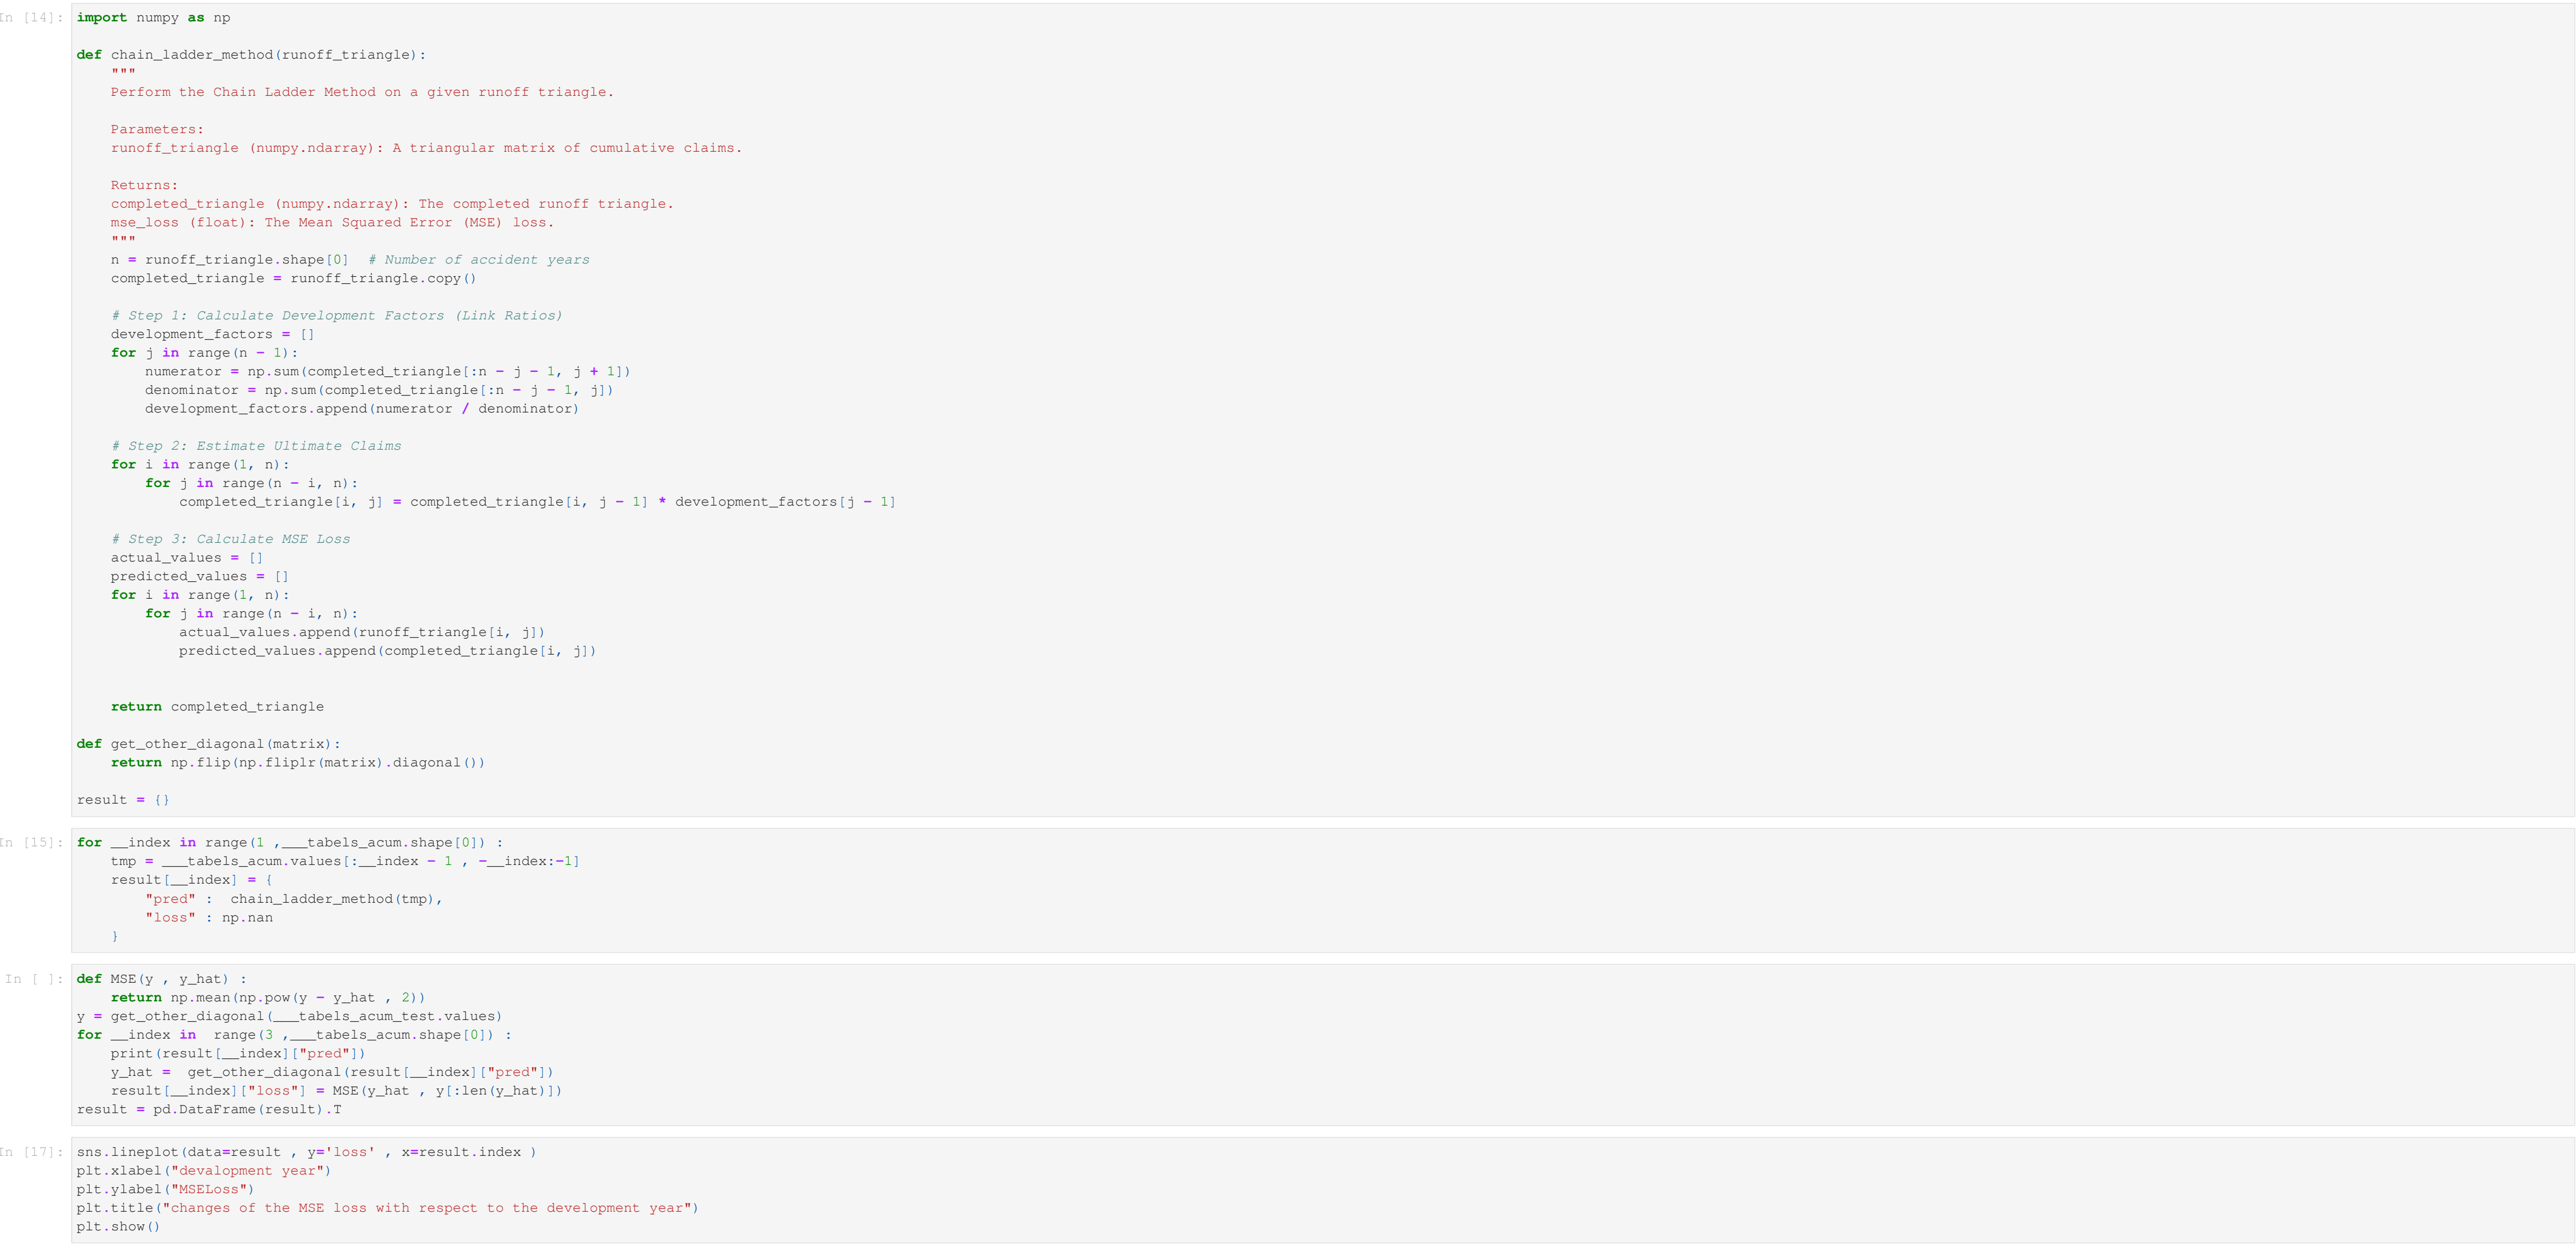 In [14]: import numpy as np

def chain_ladder_method(runoff_triangle):
    """
    Perform the Chain Ladder Method on a given runoff triangle.

    Parameters:
    runoff_triangle (numpy.ndarray): A triangular matrix of cumulative claims.

    Returns:
    completed_triangle (numpy.ndarray): The completed runoff triangle.
    mse_loss (float): The Mean Squared Error (MSE) loss.
    """
    n = runoff_triangle.shape[0]  # Number of accident years
    completed_triangle = runoff_triangle.copy()

    # Step 1: Calculate Development Factors (Link Ratios)
    development_factors = []
    for j in range(n - 1):
        numerator = np.sum(completed_triangle[:n - j - 1, j + 1])
        denominator = np.sum(completed_triangle[:n - j - 1, j])
        development_factors.append(numerator / denominator)

    # Step 2: Estimate Ultimate Claims
    for i in range(1, n):
        for j in range(n - i, n):
            completed_triangle[i, j] = completed_triangle[i, j - 1] * development_factors[j - 1]

    # Step 3: Calculate MSE Loss
    actual_values = []
    predicted_values = []
    for i in range(1, n):
        for j in range(n - i, n):
            actual_values.append(runoff_triangle[i, j])
            predicted_values.append(completed_triangle[i, j])


    return completed_triangle

def get_other_diagonal(matrix):
    return np.flip(np.fliplr(matrix).diagonal())

result = {}

In [15]: for __index in range(1 ,___tabels_acum.shape[0]) :
    tmp = ___tabels_acum.values[:__index - 1 , -__index:-1]
    result[__index] = {
        "pred" :  chain_ladder_method(tmp),
        "loss" : np.nan
    }

In [ ]: def MSE(y , y_hat) :
    return np.mean(np.pow(y - y_hat , 2))
y = get_other_diagonal(___tabels_acum_test.values)
for __index in  range(3 ,___tabels_acum.shape[0]) :
    print(result[__index]["pred"])
    y_hat =  get_other_diagonal(result[__index]["pred"])
    result[__index]["loss"] = MSE(y_hat , y[:len(y_hat)])
result = pd.DataFrame(result).T

In [17]: sns.lineplot(data=result , y='loss' , x=result.index )
plt.xlabel("devalopment year")
plt.ylabel("MSELoss")
plt.title("changes of the MSE loss with respect to the development year")
plt.show()